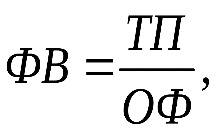 ФВ = ТП / ОФ,